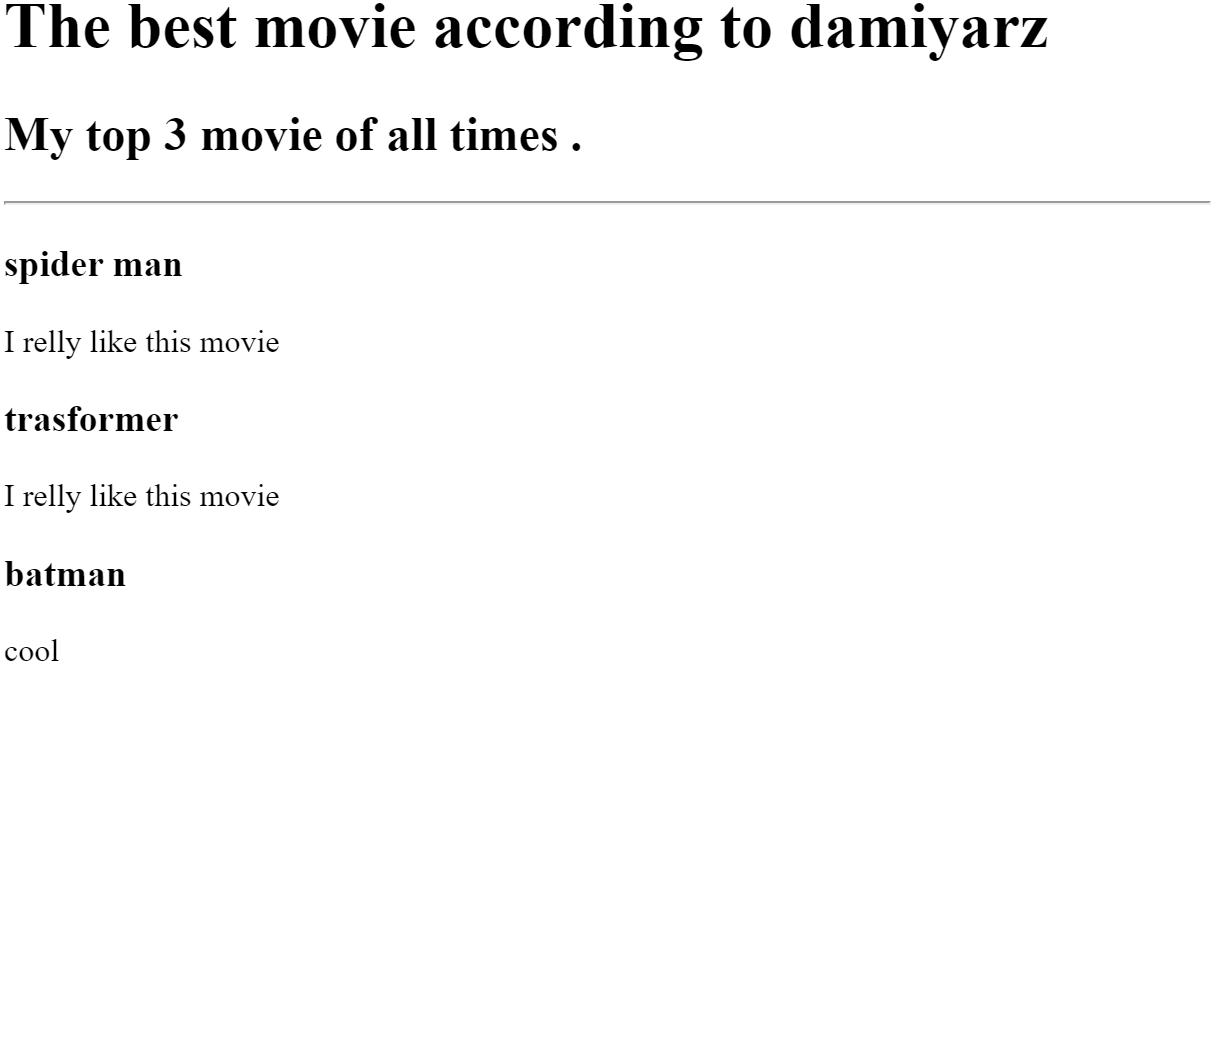 The best movie according to damiyarz
My top 3 movie of all times .
spider man
I relly like this movie
trasformer
I relly like this movie
batman
cool